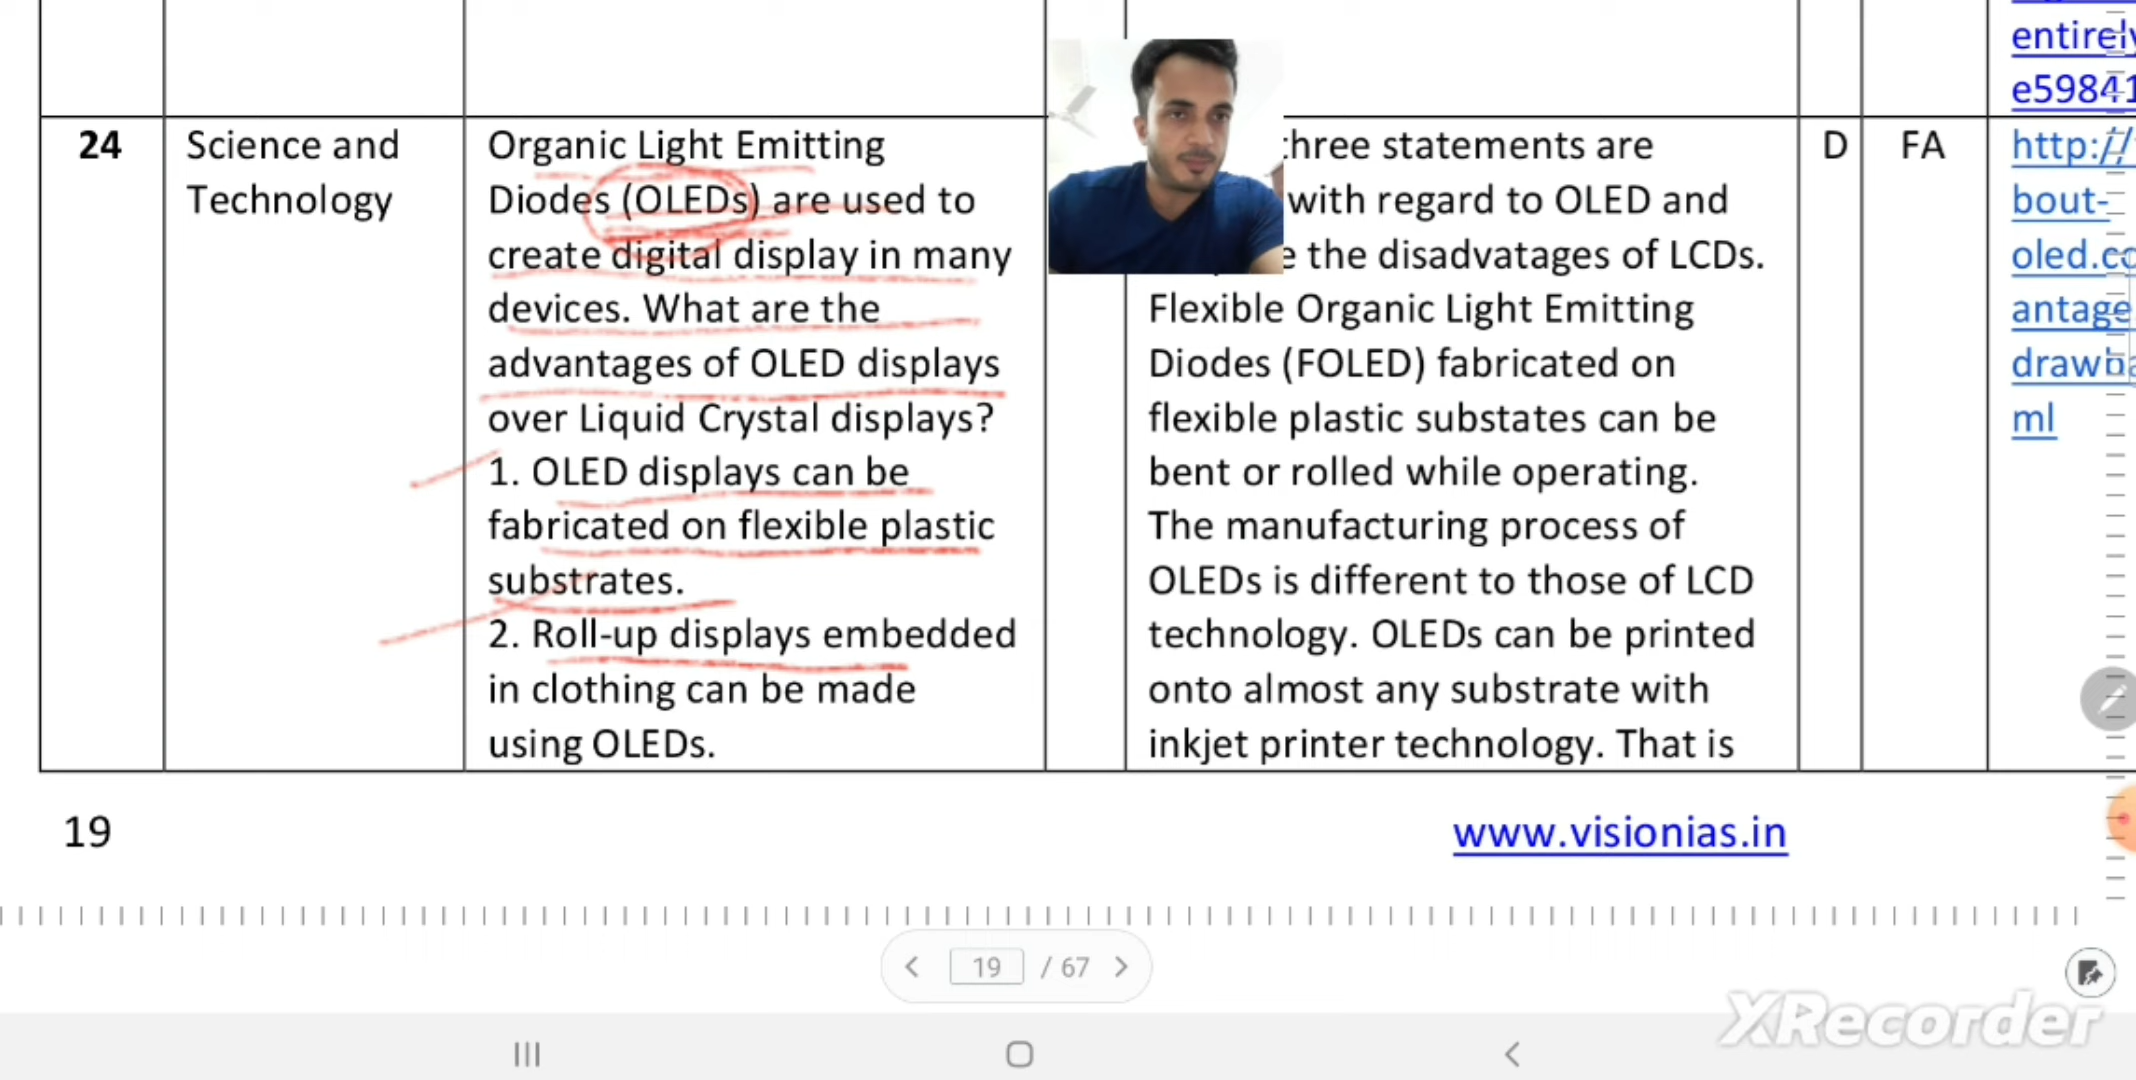 entirely
e59841
24
Science and
Technology
Organic Light Emitting
Diodes (OLEDs) are used to
create digital display in many
devices. What are the
advantages of OLED displays
over Liquid Crystal displays?
1. OLED displays can be
fabricated on flexible plastic
substrates.
2. Roll-up displays embedded
in clothing can be made
using OLEDs.
three statements are
with regard to OLED and
the disadvatages of LCDs.
Flexible Organic Light Emitting
Diodes (FOLED) fabricated on
flexible plastic substates can be
bent or rolled while operating.
The manufacturing process of
OLEDs is different to those of LCD
technology. OLEDs can be printed
onto almost any substrate with
inkjet printer technology. That is
D
FA
http://
bout-
oled.co
antage
drawba
ml
19
www.visionias.in
19 / 67
XRecorder